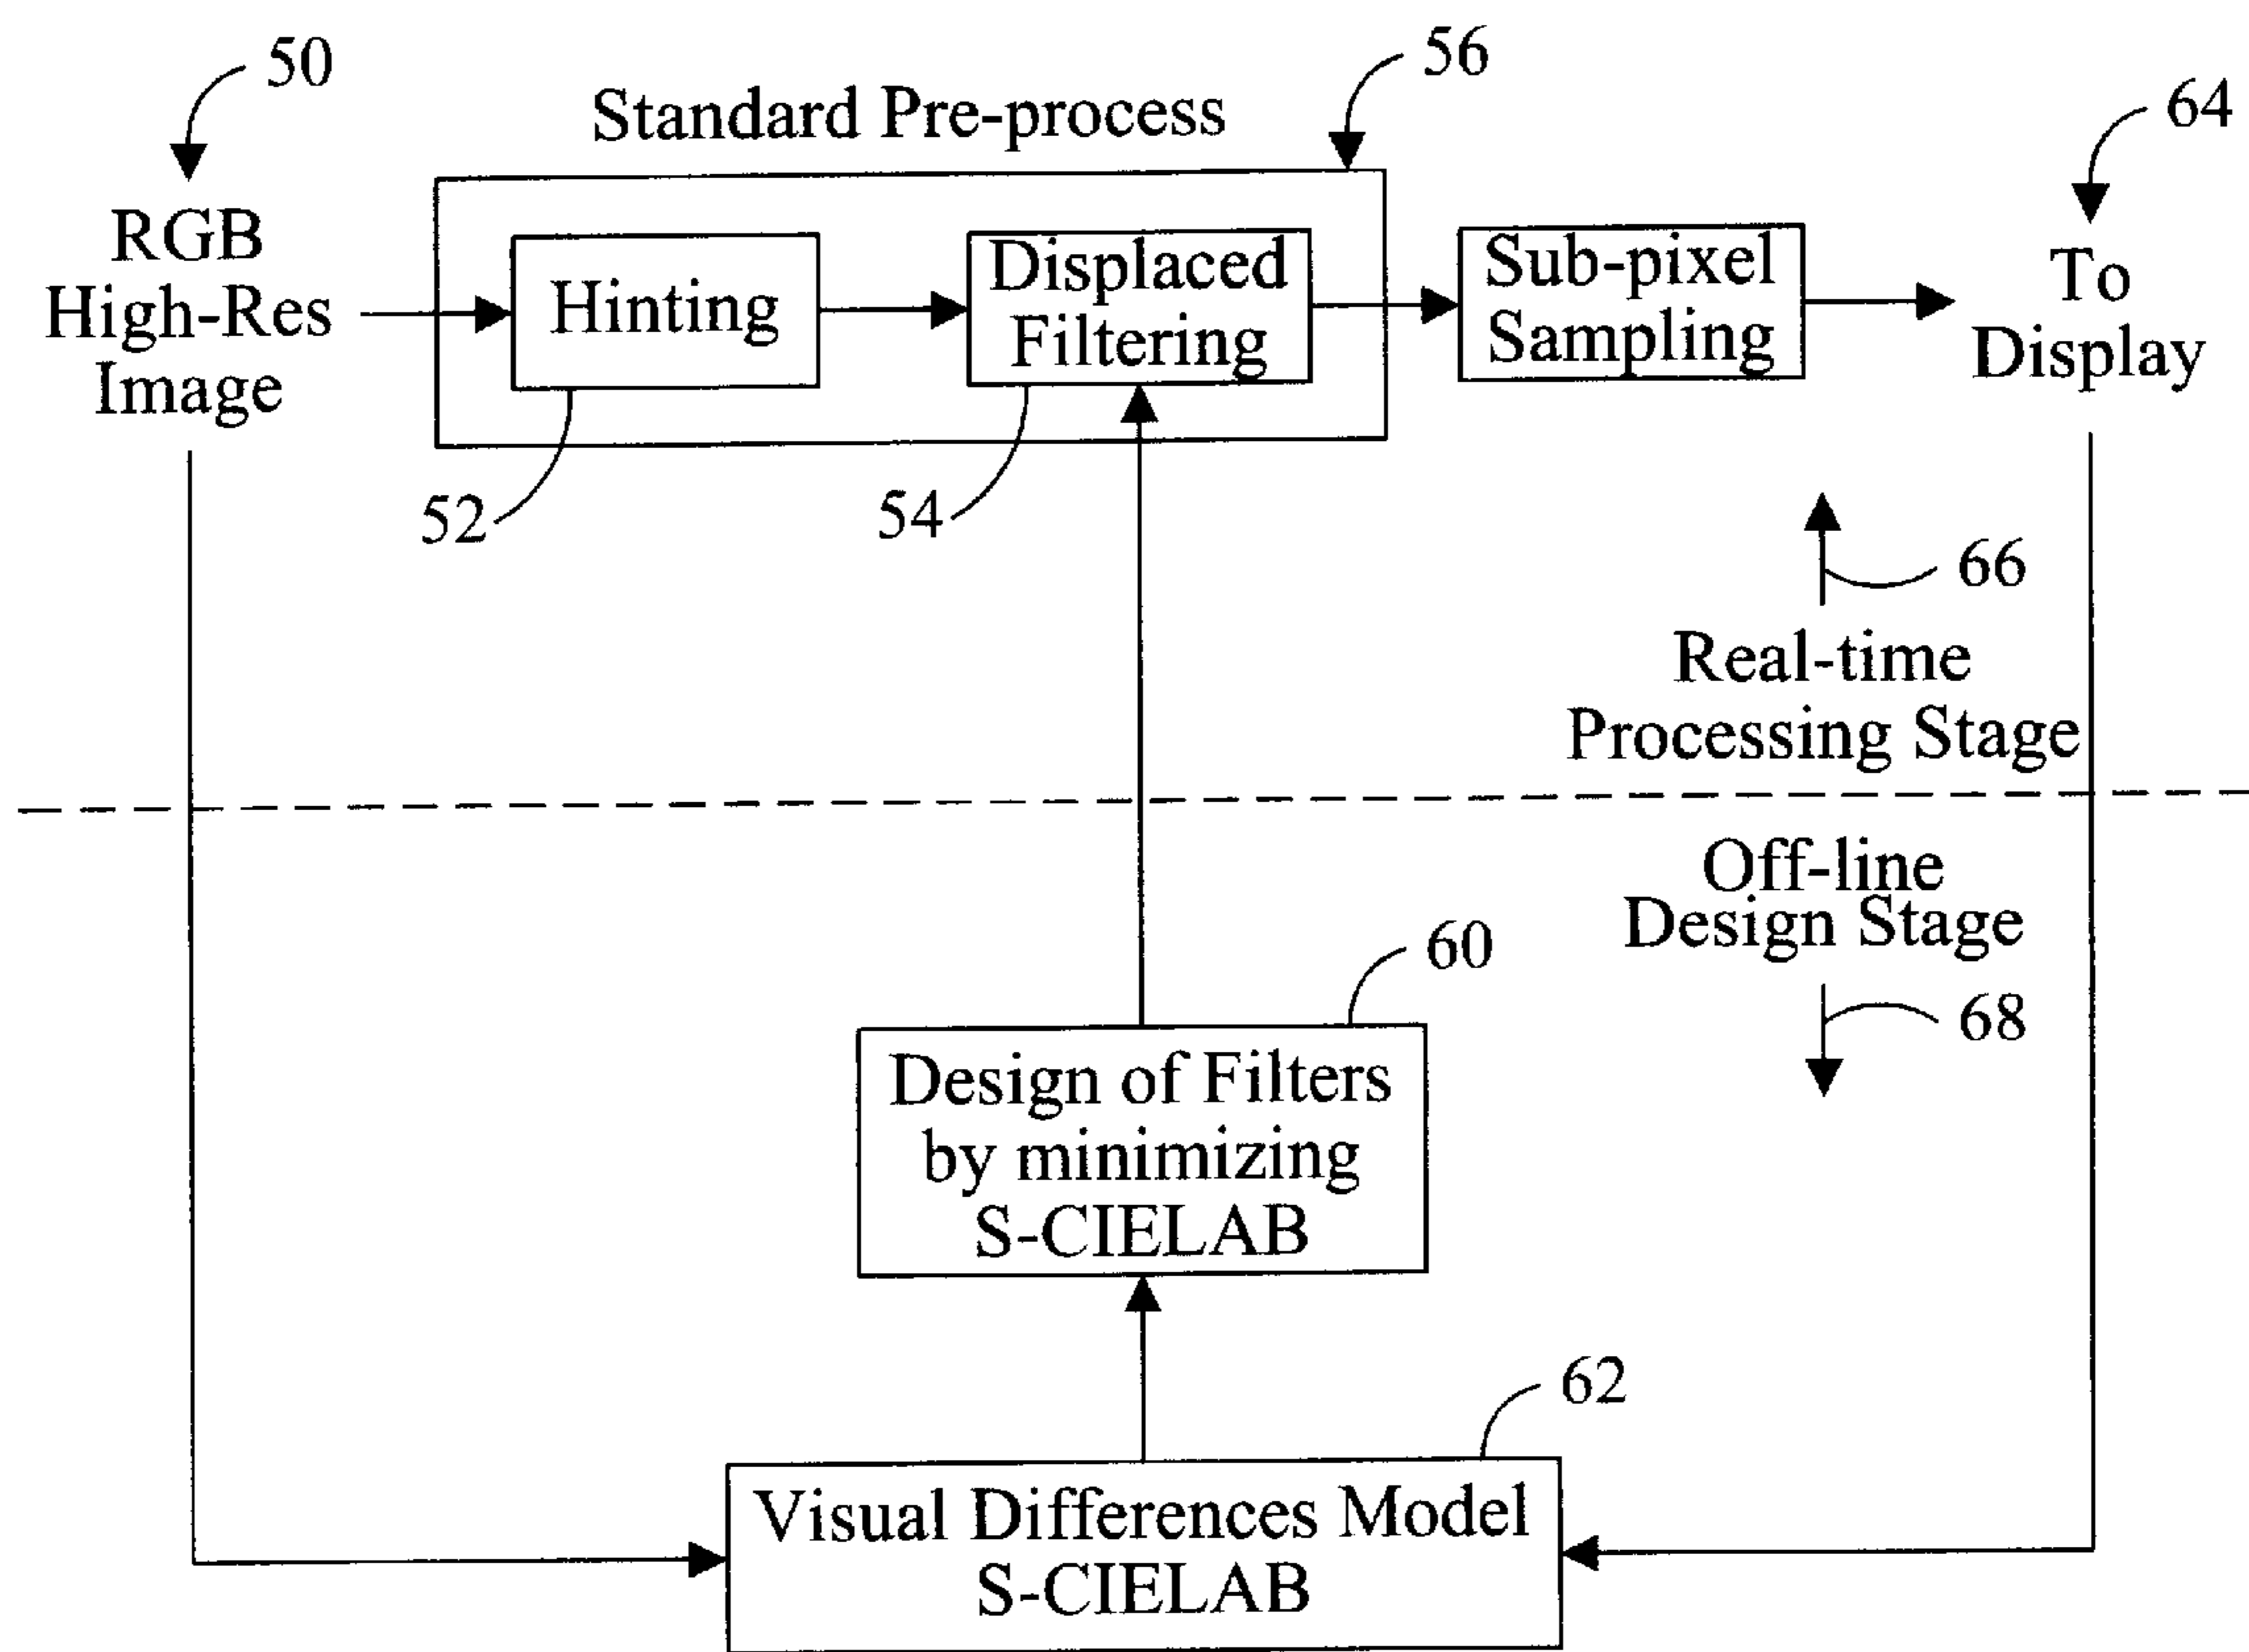 50
56
64
Standard Pre-process
RGB
High-Res
Image
Hinting
Displaced
Filtering
Sub-pixel
Sampling
To
Display
52
54
66
Real-time
Processing Stage
Off-line
Design Stage
68
60
Design of Filters
by minimizing
S-CIELAB
62
Visual Differences Model
S-CIELAB